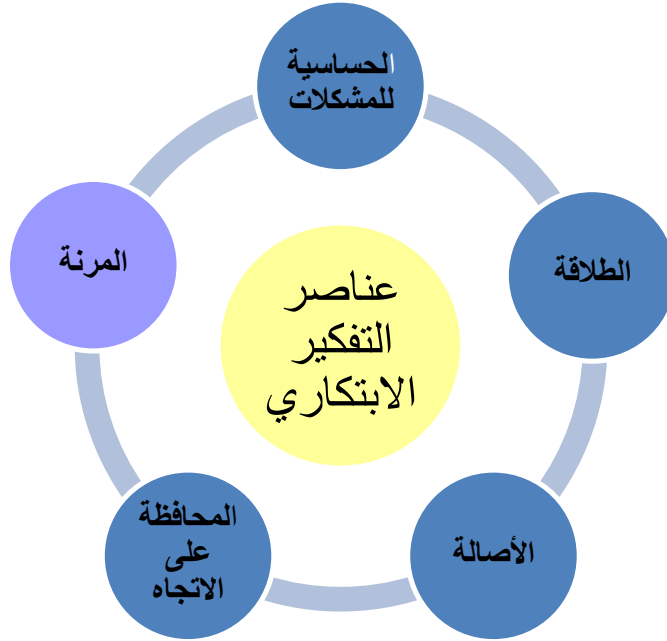 الحساسية
للمشكلات
الطلاقة
المرنة
عناصر
التفكير
الابتكاري
المحافظة
على
الاتجاه
الأصالة